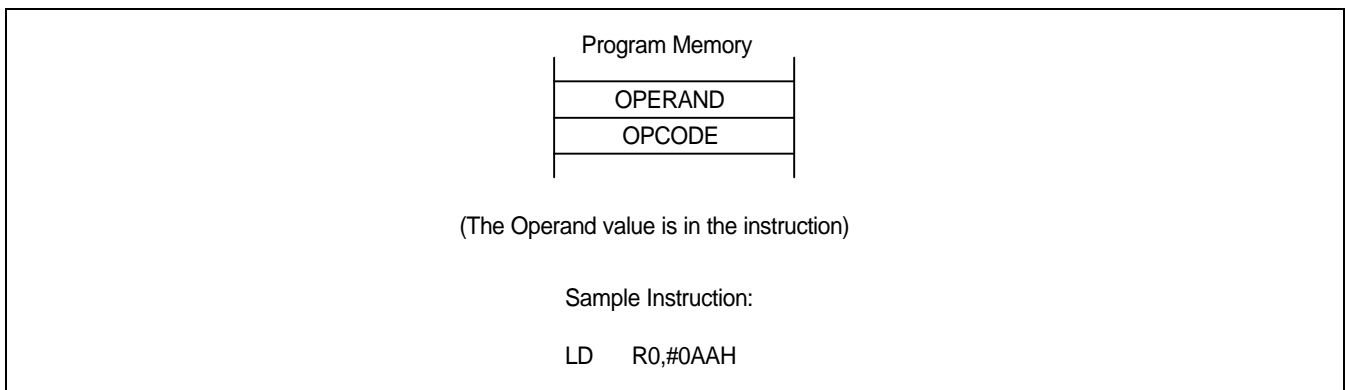 Program Memory
OPERAND
OPCODE
(The Operand value is in the instruction)
Sample Instruction:
LD R0,#0AAH